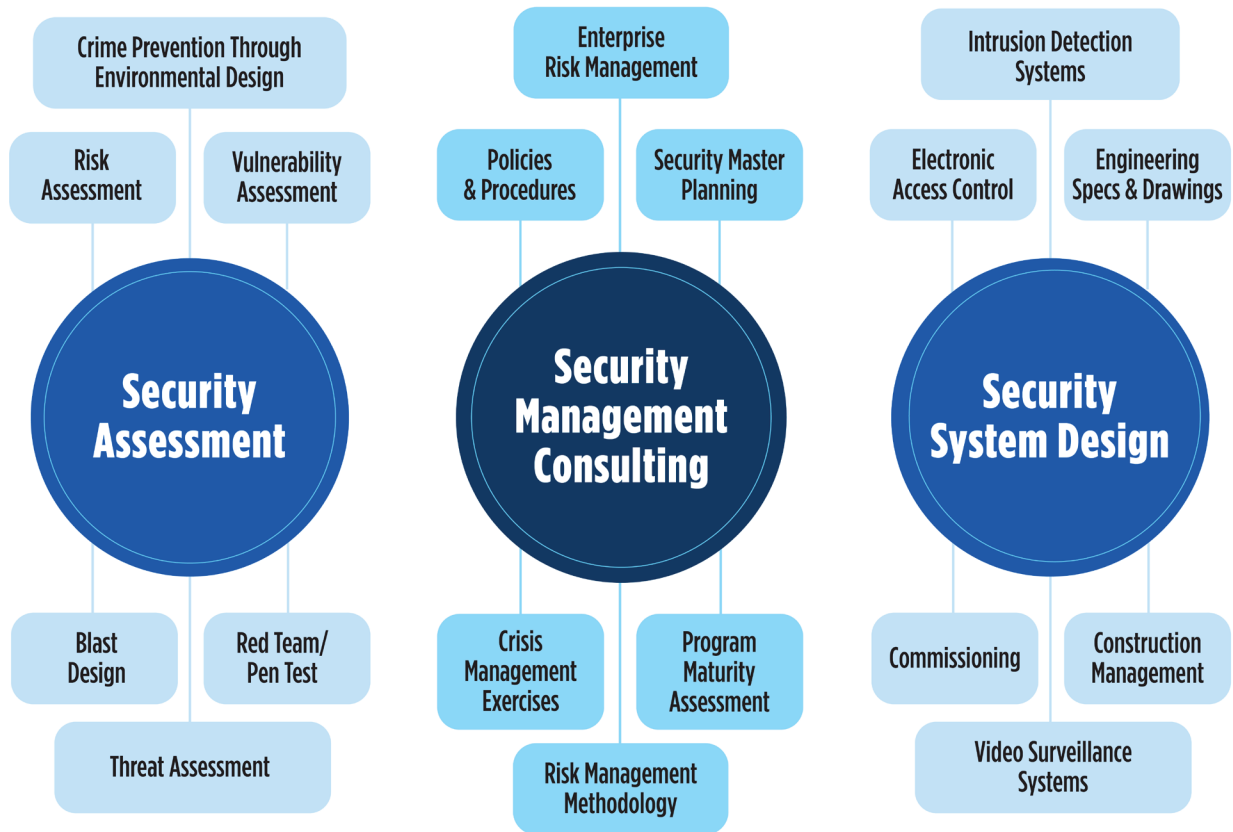 Crime Prevention Through
Environmental Design
Risk
Assessment
Vulnerability
Assessment
Security
Assessment
Blast
Design
Red Team/
Pen Test
Threat Assessment
Enterprise
Risk Management
Policies
& Procedures
Security Master
Planning
Security
Management
Consulting
Crisis
Management
Exercises
Program
Maturity
Assessment
Risk Management
Methodology
Intrusion Detection
Systems
Electronic
Access Control
Engineering
Specs & Drawings
Security
System Design
Commissioning
Construction
Management
Video Surveillance
Systems